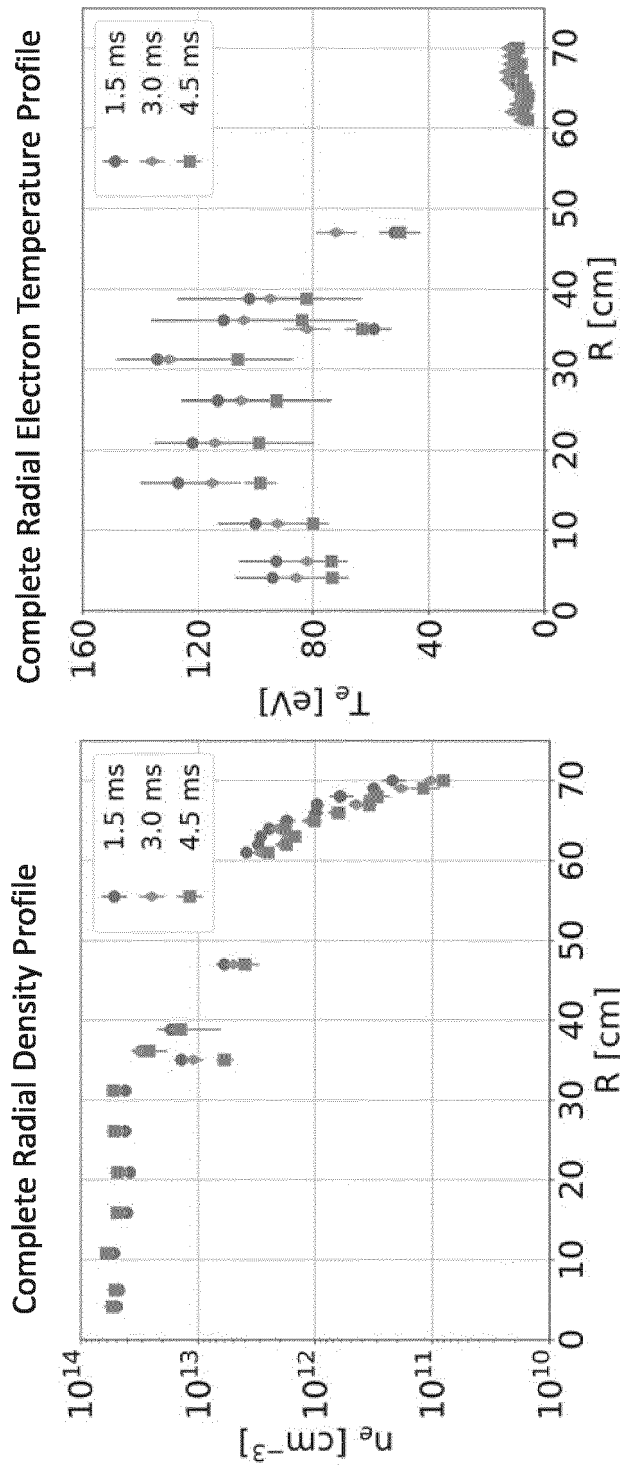 Complete Radial Density Profile
1.5 ms
3.0 ms
4.5 ms
10^14
10^13
10^12
10^11
10^10
n_e [cm^−3]
0 10 20 30 40 50 60 70
R [cm]
Complete Radial Electron Temperature Profile
1.5 ms
3.0 ms
4.5 ms
160
120
80
40
0
T_e [eV]
0 10 20 30 40 50 60 70
R [cm]